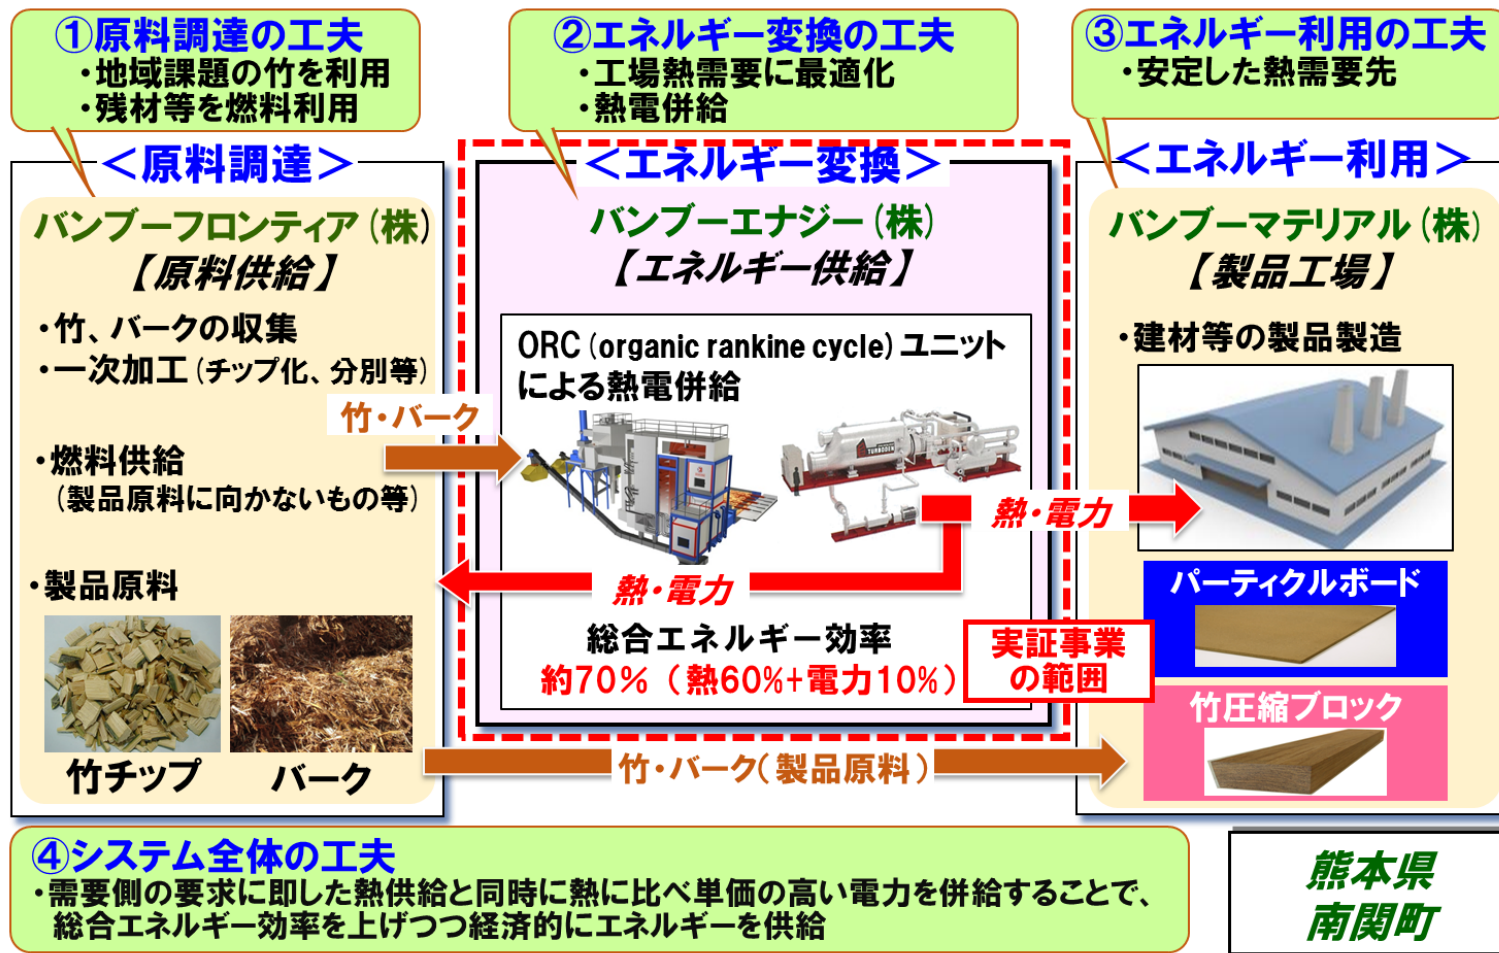 ①原料調達の工夫
・地域課題の竹を利用
・残材等を燃料利用
②エネルギー変換の工夫
・工場熱需要に最適化
・熱電併給
③エネルギー利用の工夫
・安定した熱需要先
＜原料調達＞
バンブーフロンティア(株)
【原料供給】
・竹、バークの収集
・一次加工(チップ化、分別等)
・燃料供給
(製品原料に向かないもの等)
・製品原料
竹チップ
バーク
竹・バーク
＜エネルギー変換＞
バンブーエナジー(株)
【エネルギー供給】
ORC(organic rankine cycle)ユニット
による熱電併給
TURBODEN
熱・電力
熱・電力
総合エネルギー効率
約70%(熱60%+電力10%)
実証事業
の範囲
竹・バーク(製品原料)
＜エネルギー利用＞
バンブーマテリアル(株)
【製品工場】
・建材等の製品製造
パーティクルボード
竹圧縮ブロック
④システム全体の工夫
・需要側の要求に即した熱供給と同時に熱に比べ単価の高い電力を併給することで、
総合エネルギー効率を上げつつ経済的にエネルギーを供給
熊本県
南関町